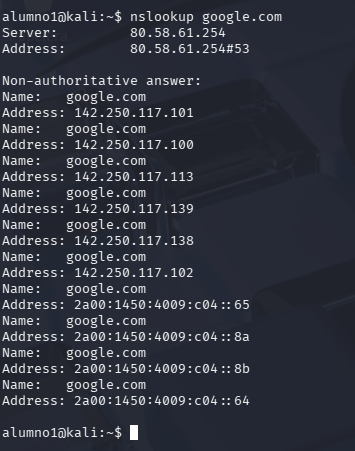 alumno1@kali:~$ nslookup google.com
Server:         80.58.61.254
Address:        80.58.61.254#53

Non-authoritative answer:
Name:   google.com
Address: 142.250.117.101
Name:   google.com
Address: 142.250.117.100
Name:   google.com
Address: 142.250.117.113
Name:   google.com
Address: 142.250.117.139
Name:   google.com
Address: 142.250.117.138
Name:   google.com
Address: 142.250.117.102
Name:   google.com
Address: 2a00:1450:4009:c04::65
Name:   google.com
Address: 2a00:1450:4009:c04::8a
Name:   google.com
Address: 2a00:1450:4009:c04::8b
Name:   google.com
Address: 2a00:1450:4009:c04::64

alumno1@kali:~$